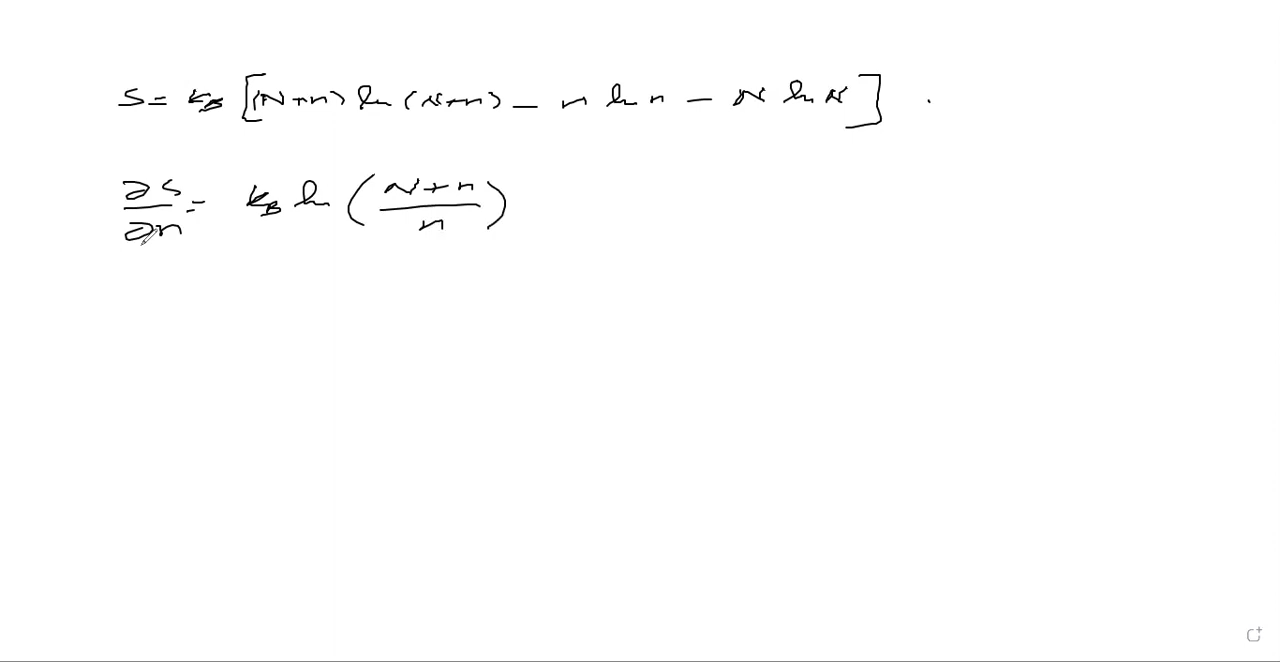 S = k_B [(N+n) ln (N+n) − n ln n − N ln N] .
∂S/∂n = k_B ln ( (N+n)/n )